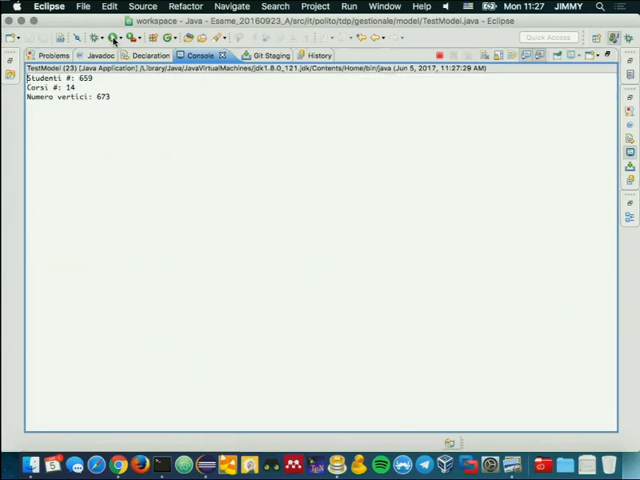 Eclipse File Edit Source Refactor Navigate Search Project Run Window Help Mon 11:27 JIMMY
workspace - Java - Esame_20160923_A/src/it/polito/tdp/gestionale/model/TestModel.java - Eclipse
Quick Access
Problems Javadoc Declaration Console Git Staging History
TestModel (23) [Java Application] /Library/Java/JavaVirtualMachines/jdk1.8.0_121.jdk/Contents/Home/bin/java (Jun 5, 2017, 11:27:29 AM)
Studenti #: 659
Corsi #: 14
Numero vertici: 673